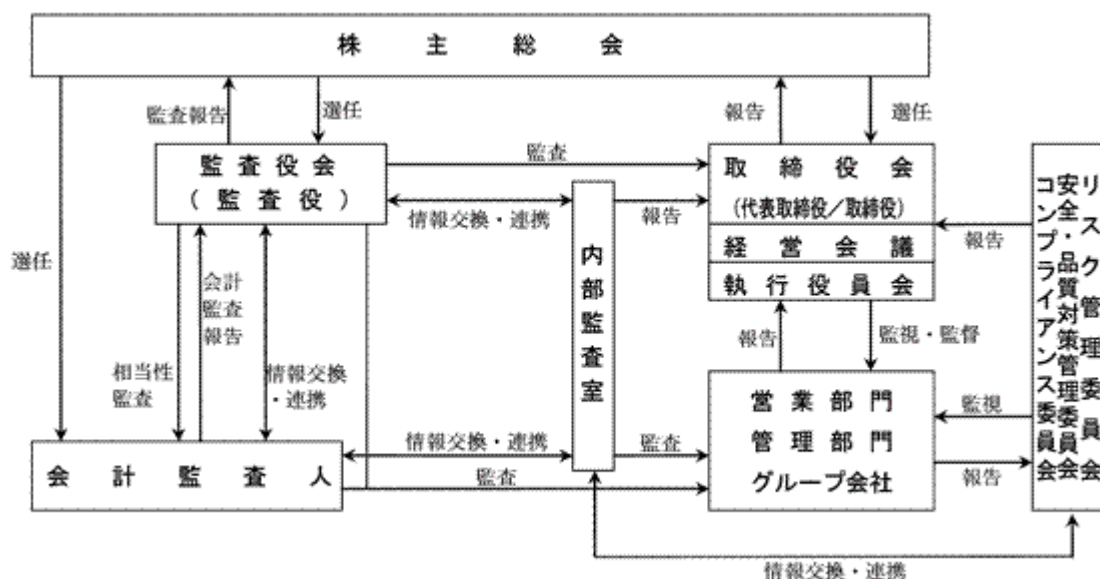 株主総会
監査報告
選任
報告
選任
監査役会
(監査役)
監査
取締役会
(代表取締役/取締役)
経営会議
執行役員会
情報交換・連携
報告
報告
選任
内部監査室
リスク管理委員会
安全・品質対策管理委員会
コンプライアンス委員会
会計
監査
報告
相当性
監査
情報交換
・連携
報告
監視・監督
営業部門
管理部門
グループ会社
監視
報告
会計監査人
情報交換・連携
監査
監査
情報交換・連携